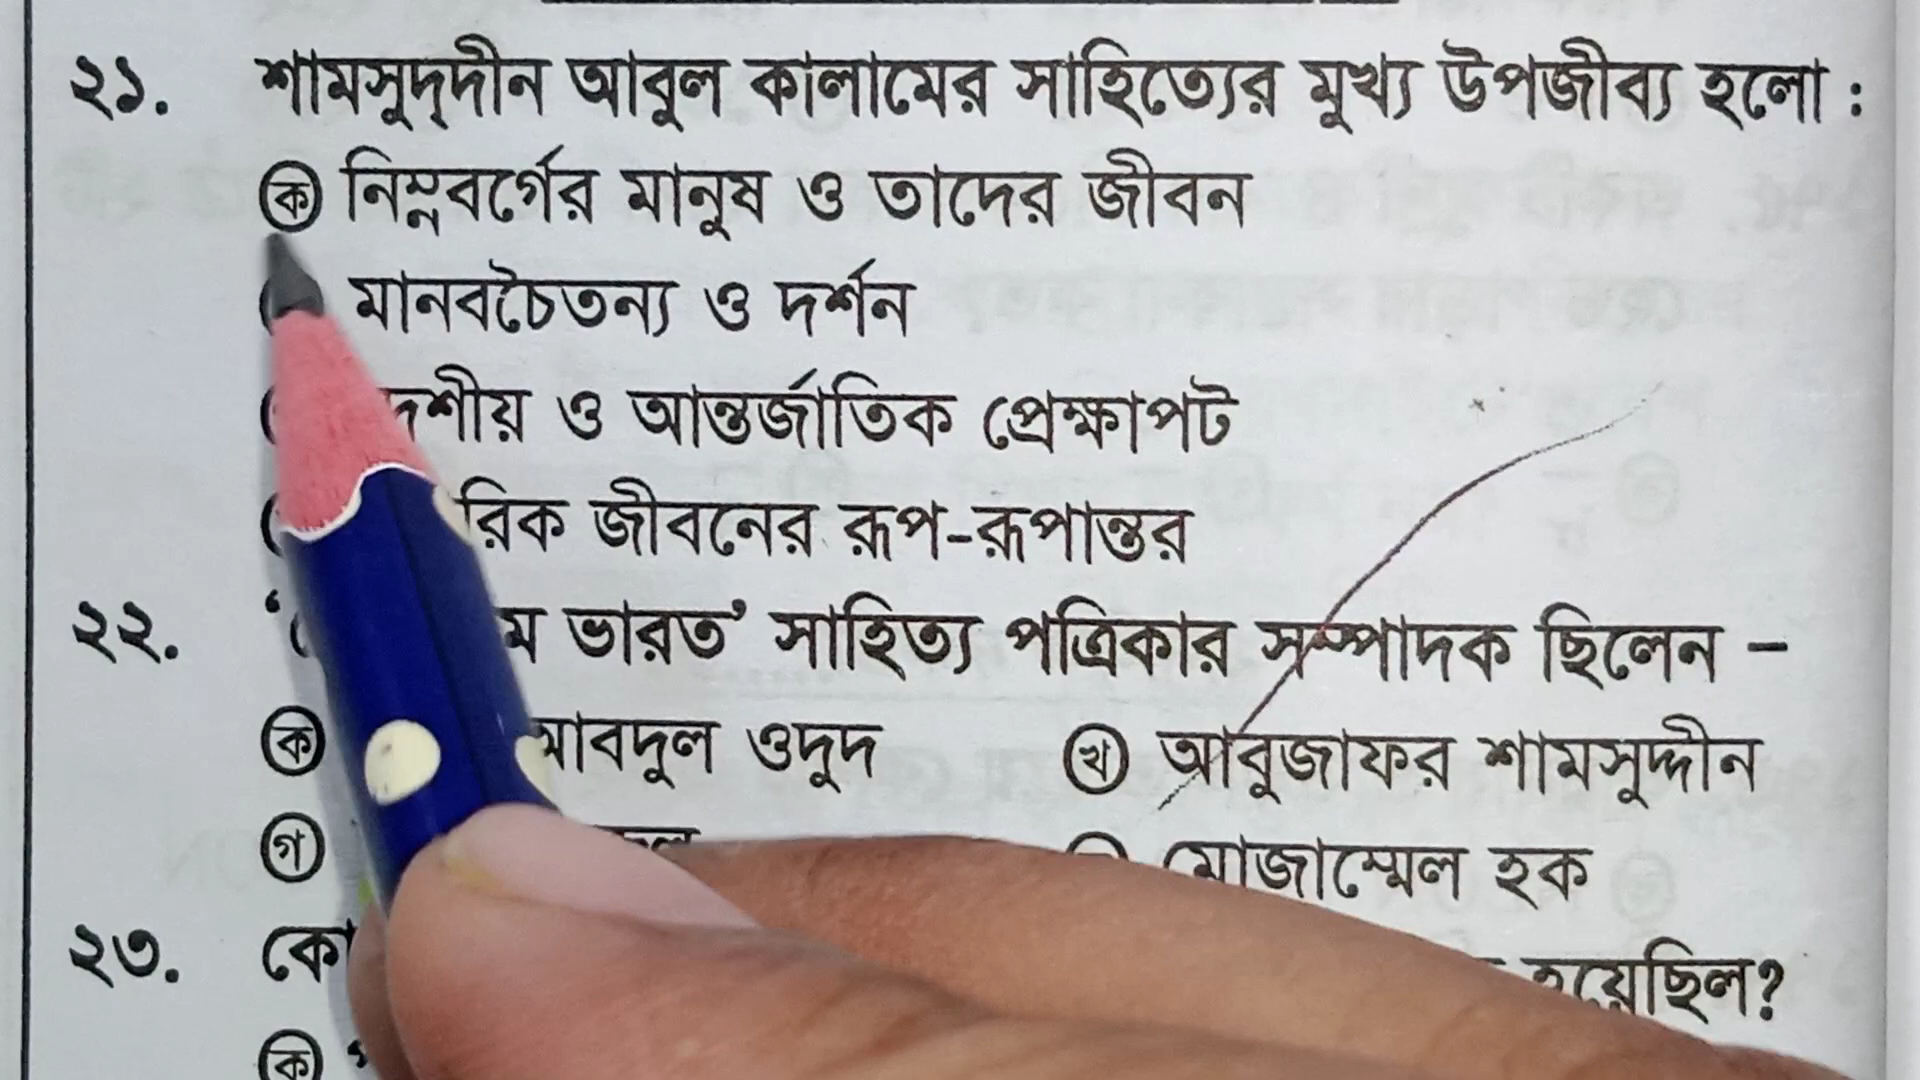 ২১. শামসুদ্‌দীন আবুল কালামের সাহিত্যের মুখ্য উপজীব্য হলো :
ক নিম্নবর্গের মানুষ ও তাদের জীবন
মানবচৈতন্য ও দর্শন
ও আন্তর্জাতিক প্রেক্ষাপট
জীবনের রূপ-রূপান্তর
২২. ভারত’ সাহিত্য পত্রিকার সম্পাদক ছিলেন –
ক আবদুল ওদুদ খ আবুজাফর শামসুদ্দীন
গ মোজাম্মেল হক
২৩. হয়েছিল?
ক